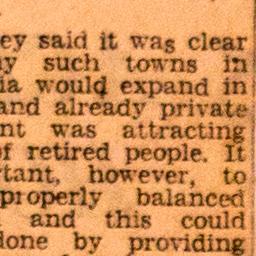 ey said it was clear
y such towns in
ia would expand in
and already private
nt was attracting
of retired people. It
rtant, however, to
properly balanced
and this could
done by providing